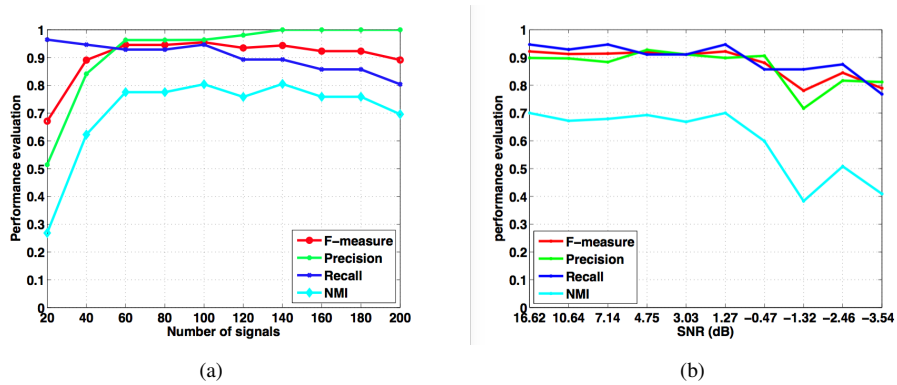 Performance evaluation
1
0.9
0.8
0.7
0.6
0.5
0.4
0.3
0.2
0.1
0
20 40 60 80 100 120 140 160 180 200
Number of signals
F-measure
Precision
Recall
NMI
(a)
performance evaluation
1
0.9
0.8
0.7
0.6
0.5
0.4
0.3
0.2
0.1
0
16.62 10.64 7.14 4.75 3.03 1.27 -0.47 -1.32 -2.46 -3.54
SNR (dB)
F-measure
Precision
Recall
NMI
(b)